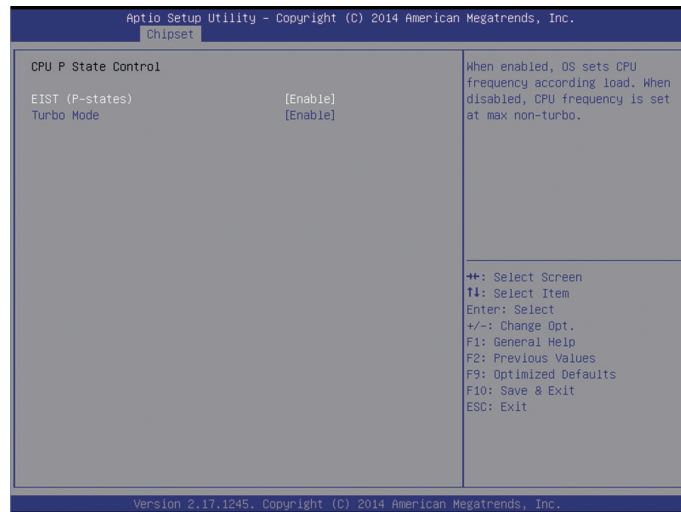 Aptio Setup Utility – Copyright (C) 2014 American Megatrends, Inc.
Chipset
CPU P State Control
EIST (P-states) [Enable]
Turbo Mode [Enable]
When enabled, OS sets CPU
frequency according load. When
disabled, CPU frequency is set
at max non-turbo.
→←: Select Screen
↑↓: Select Item
Enter: Select
+/-: Change Opt.
F1: General Help
F2: Previous Values
F9: Optimized Defaults
F10: Save & Exit
ESC: Exit
Version 2.17.1245. Copyright (C) 2014 American Megatrends, Inc.